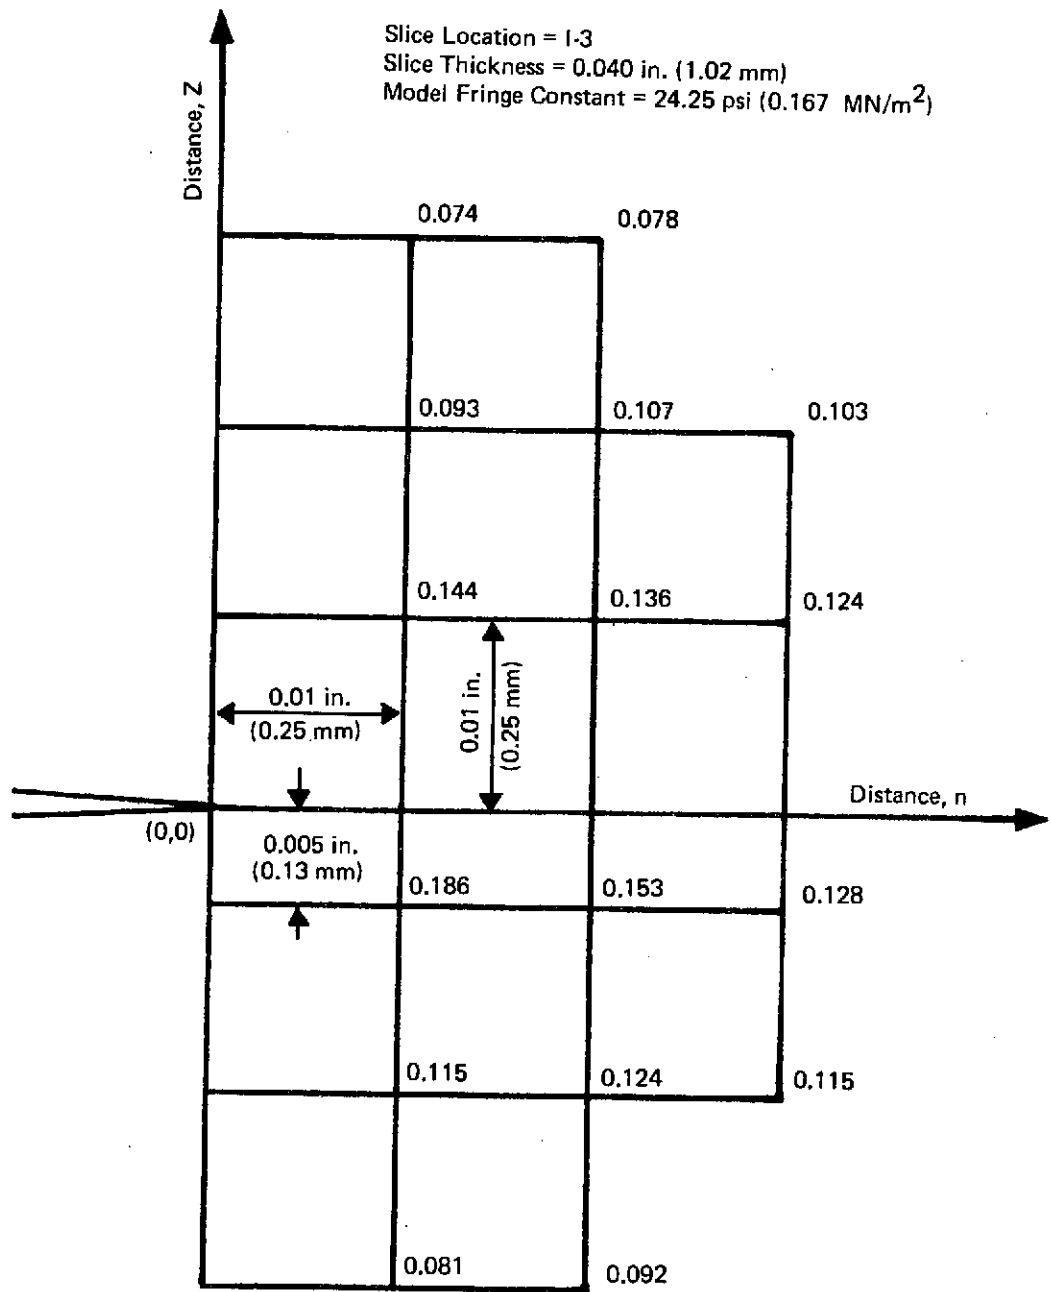 Slice Location = I-3
Slice Thickness = 0.040 in. (1.02 mm)
Model Fringe Constant = 24.25 psi (0.167 MN/m²)
Distance, Z
0.074
0.078
0.093
0.107
0.103
0.144
0.136
0.124
0.01 in.
(0.25 mm)
0.01 in.
(0.25 mm)
Distance, n
(0,0)
0.005 in.
(0.13 mm)
0.186
0.153
0.128
0.115
0.124
0.115
0.081
0.092